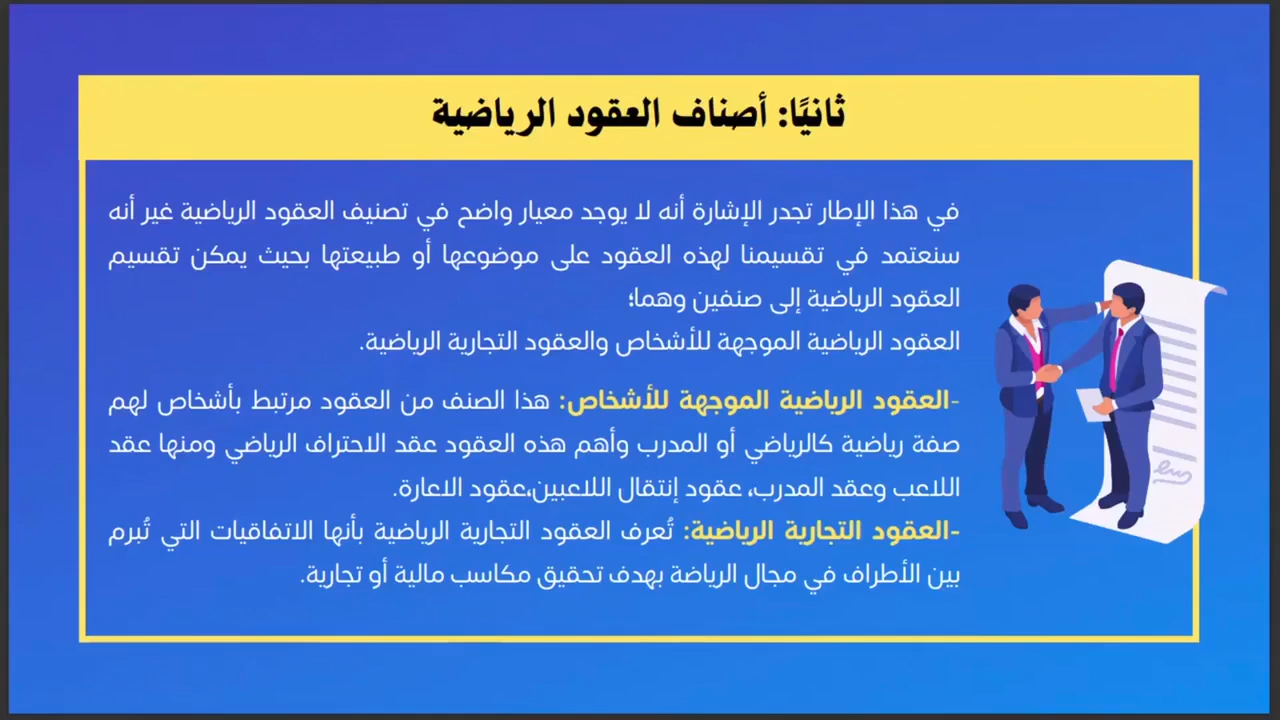 ثانيًا: أصناف العقود الرياضية
في هذا الإطار تجدر الإشارة أنه لا يوجد معيار واضح في تصنيف العقود الرياضية غير أنه
سنعتمد في تقسيمنا لهذه العقود على موضوعها أو طبيعتها بحيث يمكن تقسيم
العقود الرياضية إلى صنفين وهما؛
العقود الرياضية الموجهة للأشخاص والعقود التجارية الرياضية.
-العقود الرياضية الموجهة للأشخاص: هذا الصنف من العقود مرتبط بأشخاص لهم
صفة رياضية كالرياضي أو المدرب وأهم هذه العقود عقد الاحتراف الرياضي ومنها عقد
اللاعب وعقد المدرب، عقود إنتقال اللاعبين،عقود الاعارة.
-العقود التجارية الرياضية: تُعرف العقود التجارية الرياضية بأنها الاتفاقيات التي تُبرم
بين الأطراف في مجال الرياضة بهدف تحقيق مكاسب مالية أو تجارية.